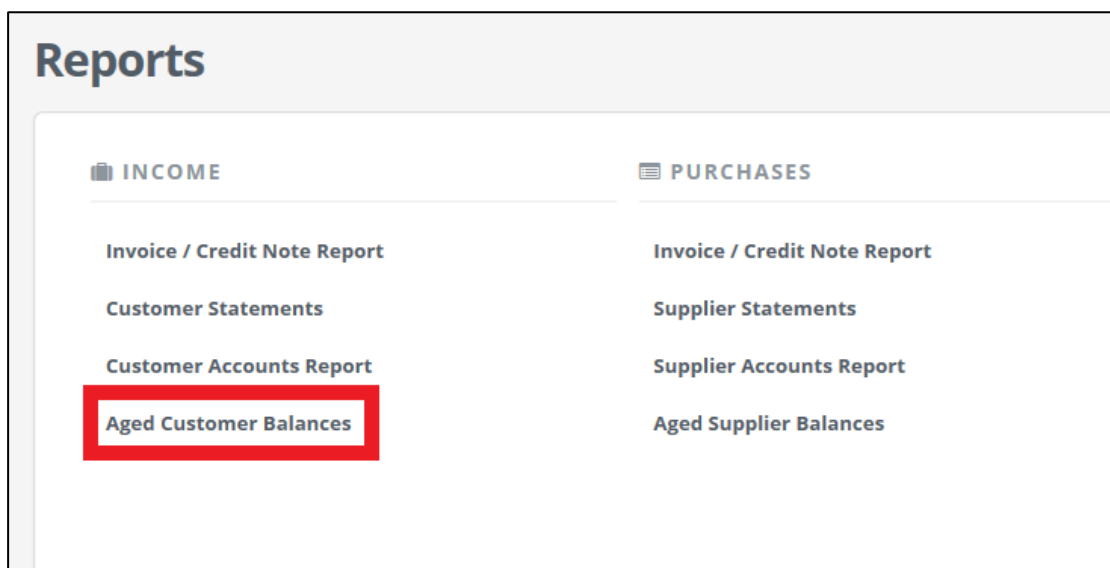 Reports
INCOME
Invoice / Credit Note Report
Customer Statements
Customer Accounts Report
Aged Customer Balances
PURCHASES
Invoice / Credit Note Report
Supplier Statements
Supplier Accounts Report
Aged Supplier Balances